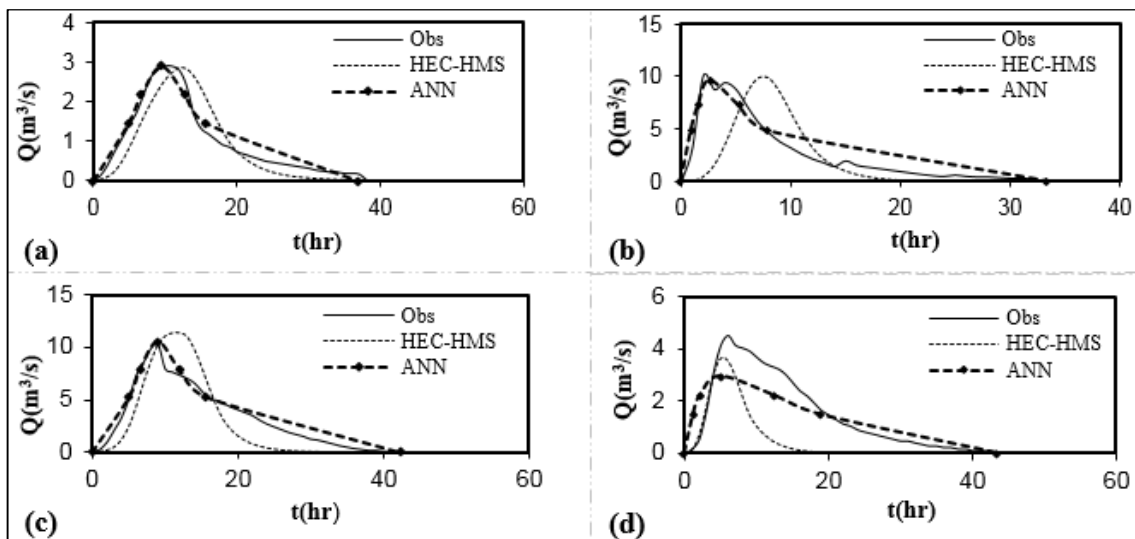 4
3
2
1
0
Q(m³/s)
Obs
HEC-HMS
ANN
0 20 40 60
t(hr)
(a)
15
10
5
0
Q(m³/s)
Obs
HEC-HMS
ANN
0 10 20 30 40
t(hr)
(b)
15
10
5
0
Q(m³/s)
Obs
HEC-HMS
ANN
0 20 40 60
t(hr)
(c)
6
4
2
0
Q(m³/s)
Obs
HEC-HMS
ANN
0 20 40 60
t(hr)
(d)